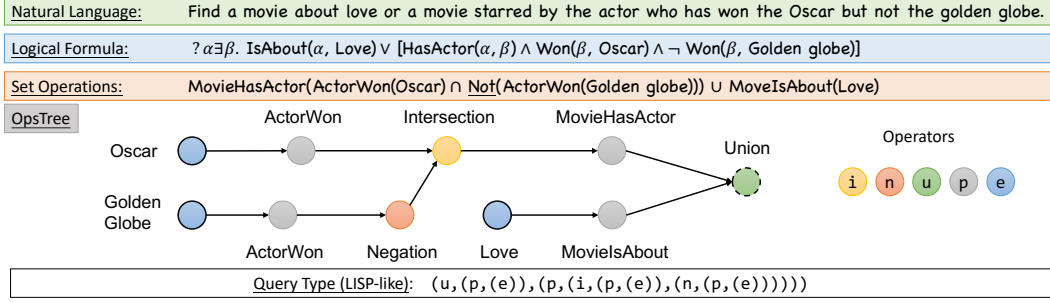 Natural Language: Find a movie about love or a movie starred by the actor who has won the Oscar but not the golden globe.
Logical Formula: ? α∃β. IsAbout(α, Love) ∨ [HasActor(α, β) ∧ Won(β, Oscar) ∧ ¬ Won(β, Golden globe)]
Set Operations: MovieHasActor(ActorWon(Oscar) ∩ Not(ActorWon(Golden globe))) ∪ MoveIsAbout(Love)
OpsTree
ActorWon Intersection MovieHasActor
Union Operators
Oscar
i n u p e
Golden
Globe
ActorWon Negation Love MovieIsAbout
Query Type (LISP-like): (u,(p,(e)),(p,(i,(p,(e)),(n,(p,(e))))))